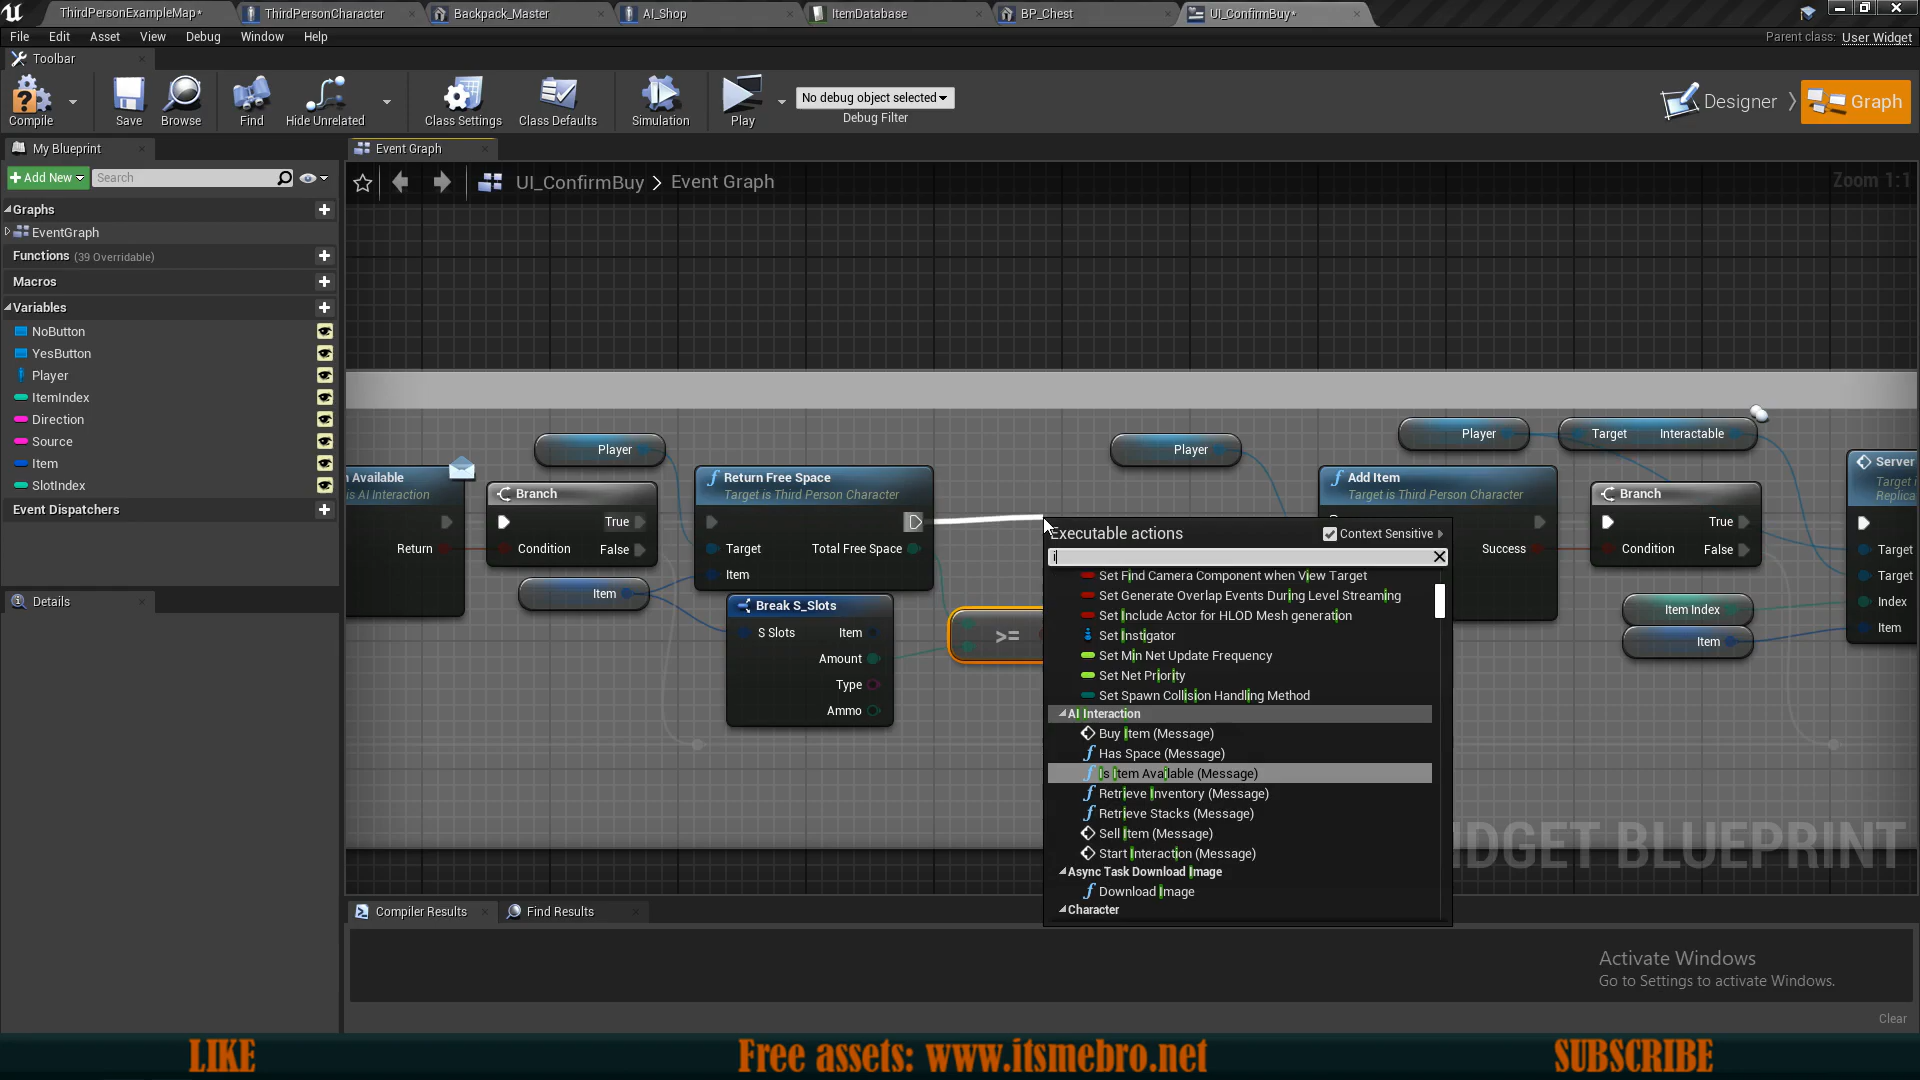 ThirdPersonExampleMap*
ThirdPersonCharacter
Backpack_Master
AI_Shop
ItemDatabase
BP_Chest
UI_ConfirmBuy*
File Edit Asset View Debug Window Help
Parent class: User Widget
Toolbar
Compile
Save
Browse
Find
Hide Unrelated
Class Settings
Class Defaults
Simulation
Play
No debug object selected
Debug Filter
Designer
Graph
My Blueprint
Event Graph
Add New
Search
UI_ConfirmBuy > Event Graph
Zoom 1:1
Graphs
EventGraph
Functions (39 Overridable)
Macros
Variables
NoButton
YesButton
Player
ItemIndex
Direction
Source
Item
SlotIndex
Event Dispatchers
Details
Available
is AI Interaction
Return
Player
Branch
True
Condition
False
Item
Return Free Space
Target is Third Person Character
Target
Total Free Space
Item
Break S_Slots
S Slots
Item
Amount
Type
Ammo
>=
Player
Add Item
Target is Third Person Character
Success
Player
Target
Interactable
Branch
True
Condition
False
Item Index
Item
Server
Target
Replica
Target
Target
Index
Item
Executable actions
Context Sensitive
i
Set Find Camera Component when View Target
Set Generate Overlap Events During Level Streaming
Set Include Actor for HLOD Mesh generation
Set Instigator
Set Min Net Update Frequency
Set Net Priority
Set Spawn Collision Handling Method
AI Interaction
Buy Item (Message)
Has Space (Message)
Is Item Available (Message)
Retrieve Inventory (Message)
Retrieve Stacks (Message)
Sell Item (Message)
Start Interaction (Message)
Async Task Download Image
Download Image
Character
WIDGET BLUEPRINT
Compiler Results
Find Results
Activate Windows
Go to Settings to activate Windows.
Clear
LIKE
Free assets: www.itsmebro.net
SUBSCRIBE